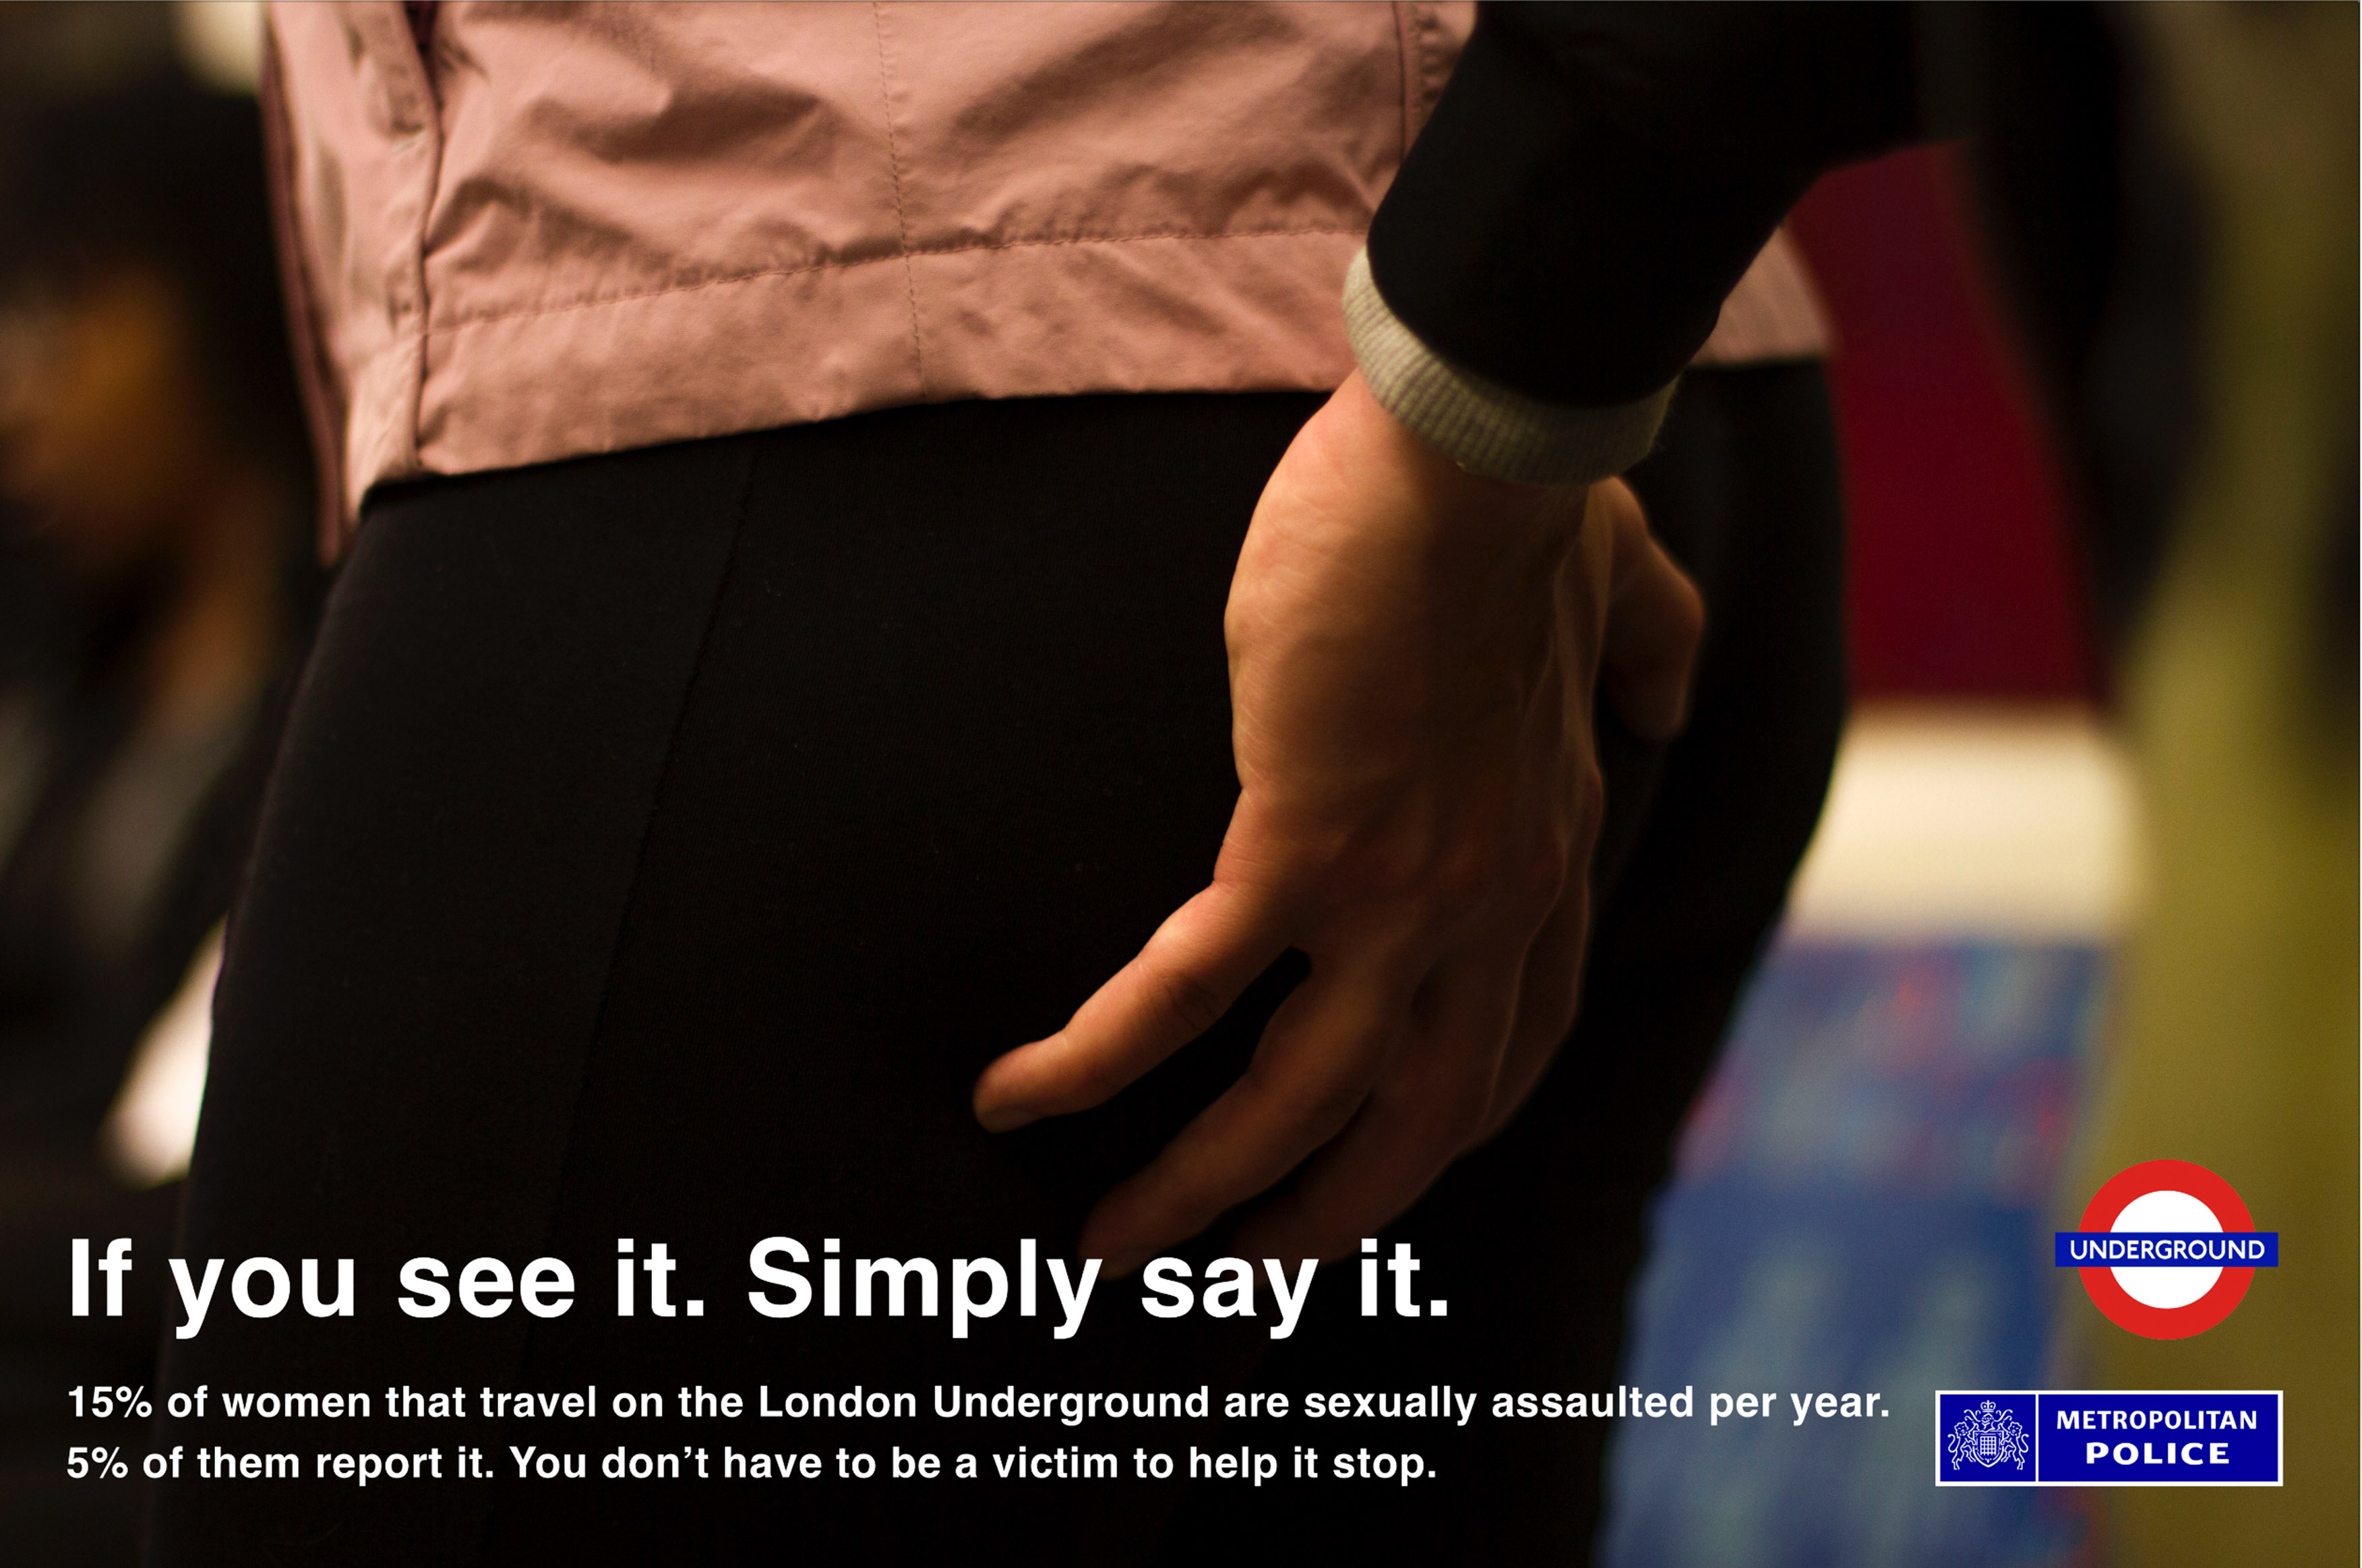 If you see it. Simply say it.
15% of women that travel on the London Underground are sexually assaulted per year.
5% of them report it. You don’t have to be a victim to help it stop.
UNDERGROUND
METROPOLITAN
POLICE